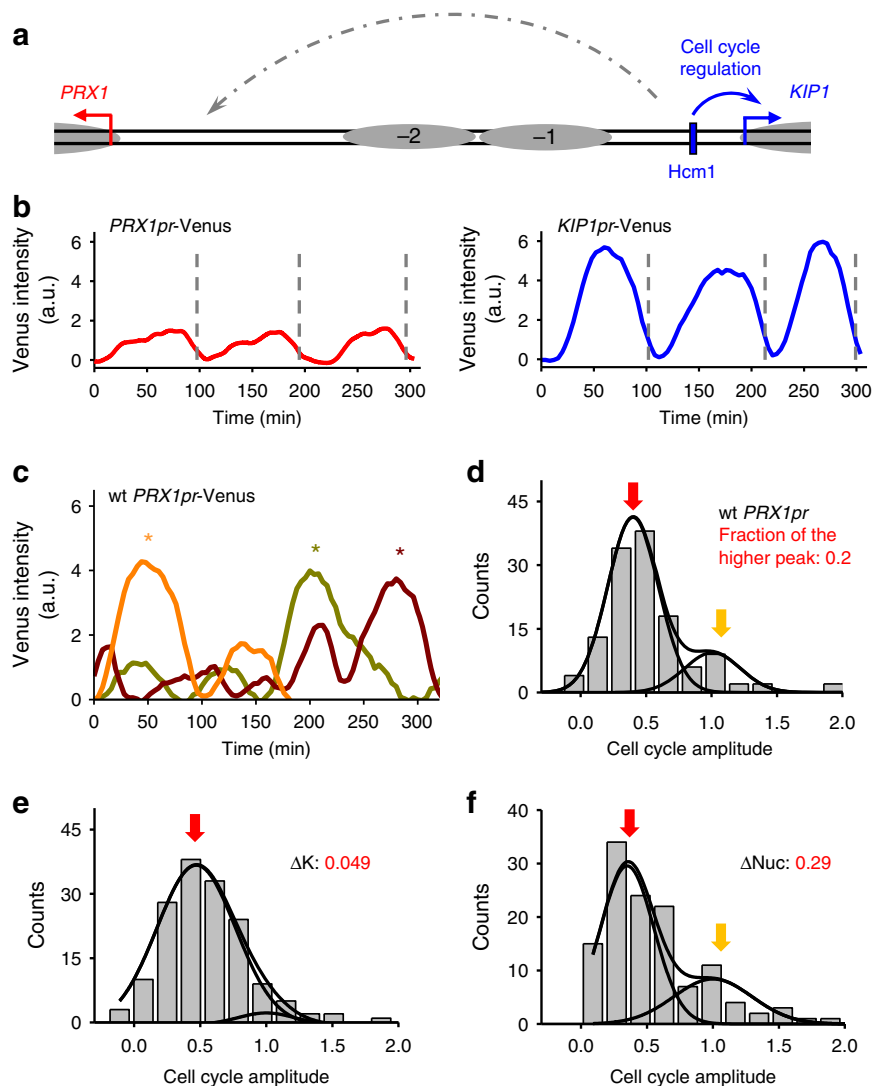 a
Cell cycle
regulation
PRX1
KIP1
–2
–1
Hcm1
b
PRX1pr-Venus
Venus intensity
(a.u.)
6
4
2
0
0 50 100 150 200 250 300
Time (min)
KIP1pr-Venus
Venus intensity
(a.u.)
6
4
2
0
0 50 100 150 200 250 300
Time (min)
c
wt PRX1pr-Venus
Venus intensity
(a.u.)
6
4
2
0
* * *
0 50 100 150 200 250 300
Time (min)
d
wt PRX1pr
Fraction of the
higher peak: 0.2
Counts
45
30
15
0
0.0 0.5 1.0 1.5 2.0
Cell cycle amplitude
e
ΔK: 0.049
Counts
45
30
15
0
0.0 0.5 1.0 1.5 2.0
Cell cycle amplitude
f
ΔNuc: 0.29
Counts
40
30
20
10
0
0.0 0.5 1.0 1.5 2.0
Cell cycle amplitude